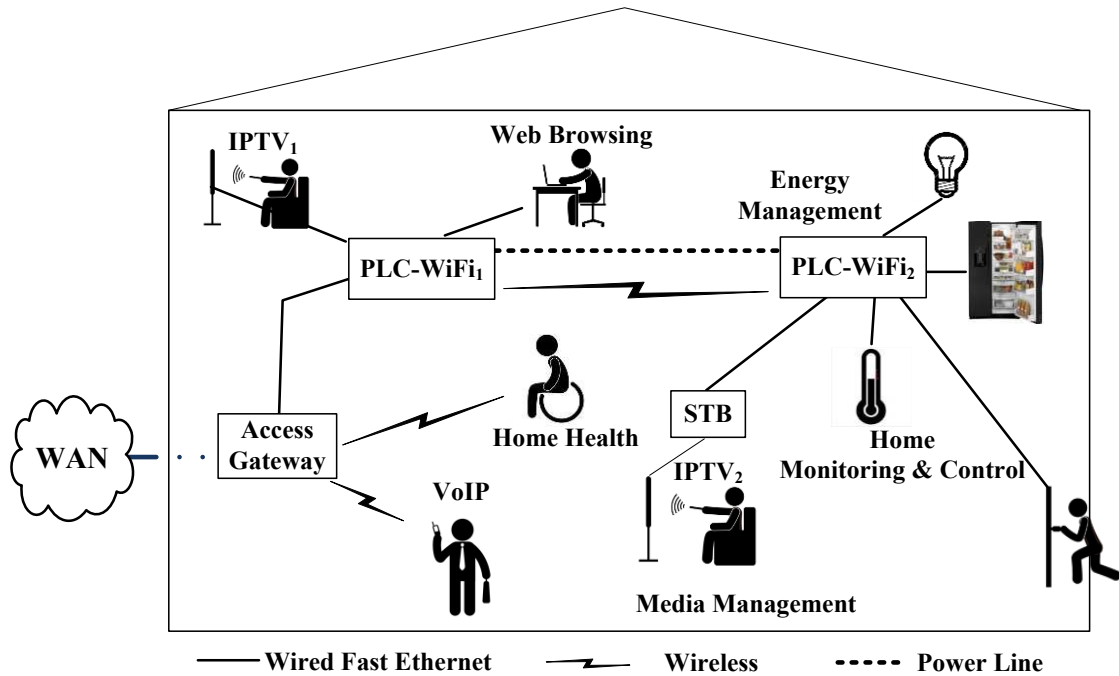 IPTV1
Web Browsing
Energy
Management
PLC-WiFi1
PLC-WiFi2
STB
Access
Gateway
WAN
Home Health
Home
Monitoring & Control
VoIP
IPTV2
Media Management
Wired Fast Ethernet
Wireless
Power Line